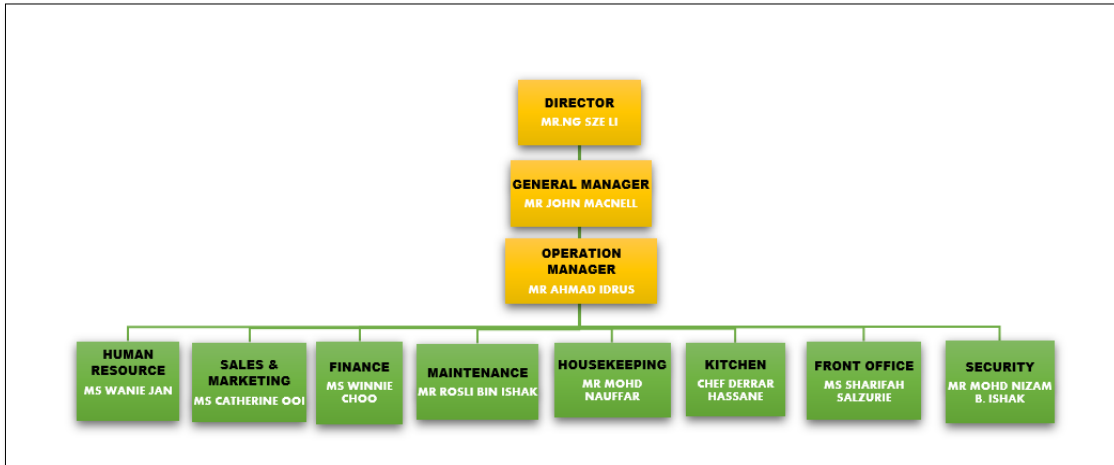 DIRECTOR
MR.NG SZE LI
GENERAL MANAGER
MR JOHN MACNELL
OPERATION
MANAGER
MR AHMAD IDRUS
HUMAN
RESOURCE
MS WANIE JAN
SALES &
MARKETING
MS CATHERINE OOI
FINANCE
MS WINNIE
CHOO
MAINTENANCE
MR ROSLI BIN ISHAK
HOUSEKEEPING
MR MOHD
NAUFFAR
KITCHEN
CHEF DERRAR
HASSANE
FRONT OFFICE
MS SHARIFAH
SALZURIE
SECURITY
MR MOHD NIZAM
B. ISHAK